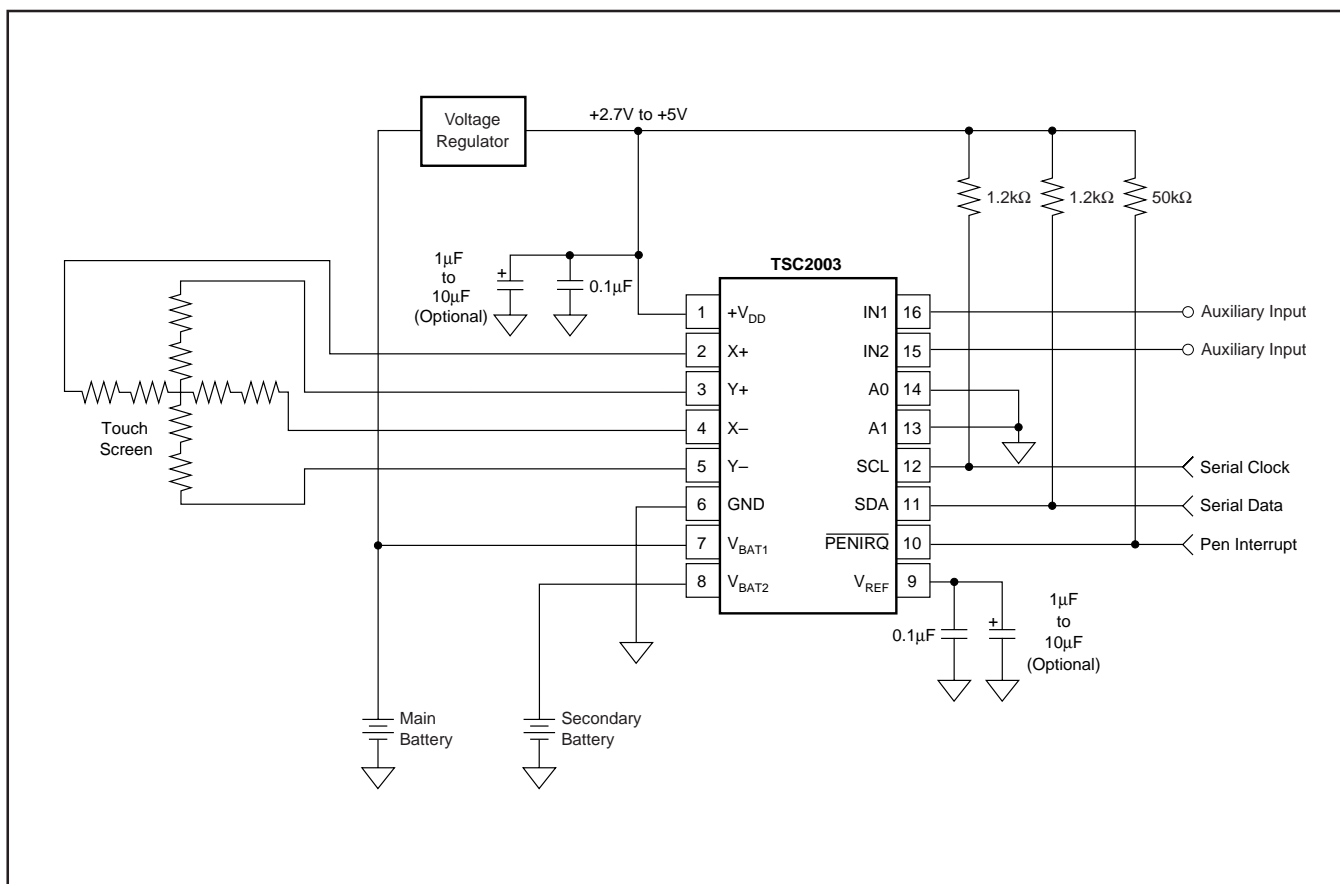 Voltage
Regulator
+2.7V to +5V
1.2kΩ
1.2kΩ
50kΩ
1µF
to
10µF
(Optional)
+
0.1µF
TSC2003
1
+VDD
2
X+
3
Y+
4
X–
5
Y–
6
GND
7
VBAT1
8
VBAT2
IN1
16
IN2
15
A0
14
A1
13
SCL
12
SDA
11
PENIRQ
10
VREF
9
Auxiliary Input
Auxiliary Input
Serial Clock
Serial Data
Pen Interrupt
Touch
Screen
0.1µF
+
1µF
to
10µF
(Optional)
Main
Battery
Secondary
Battery